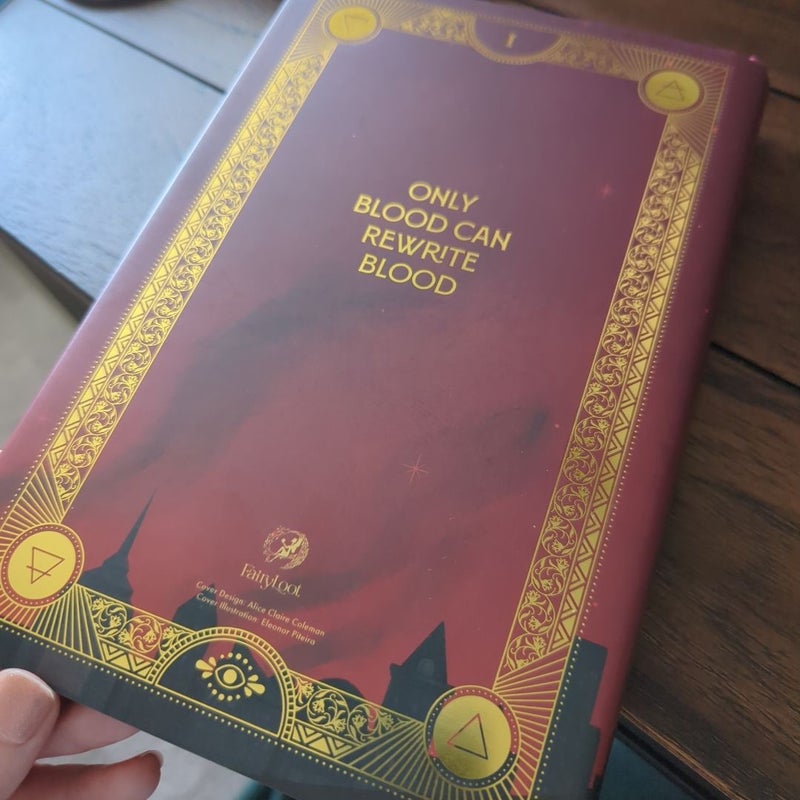 ONLY
BLOOD CAN
REWRITE
BLOOD
FairyLoot
Cover Design: Alice Claire Coleman
Cover Illustration: Eleonor Piteira